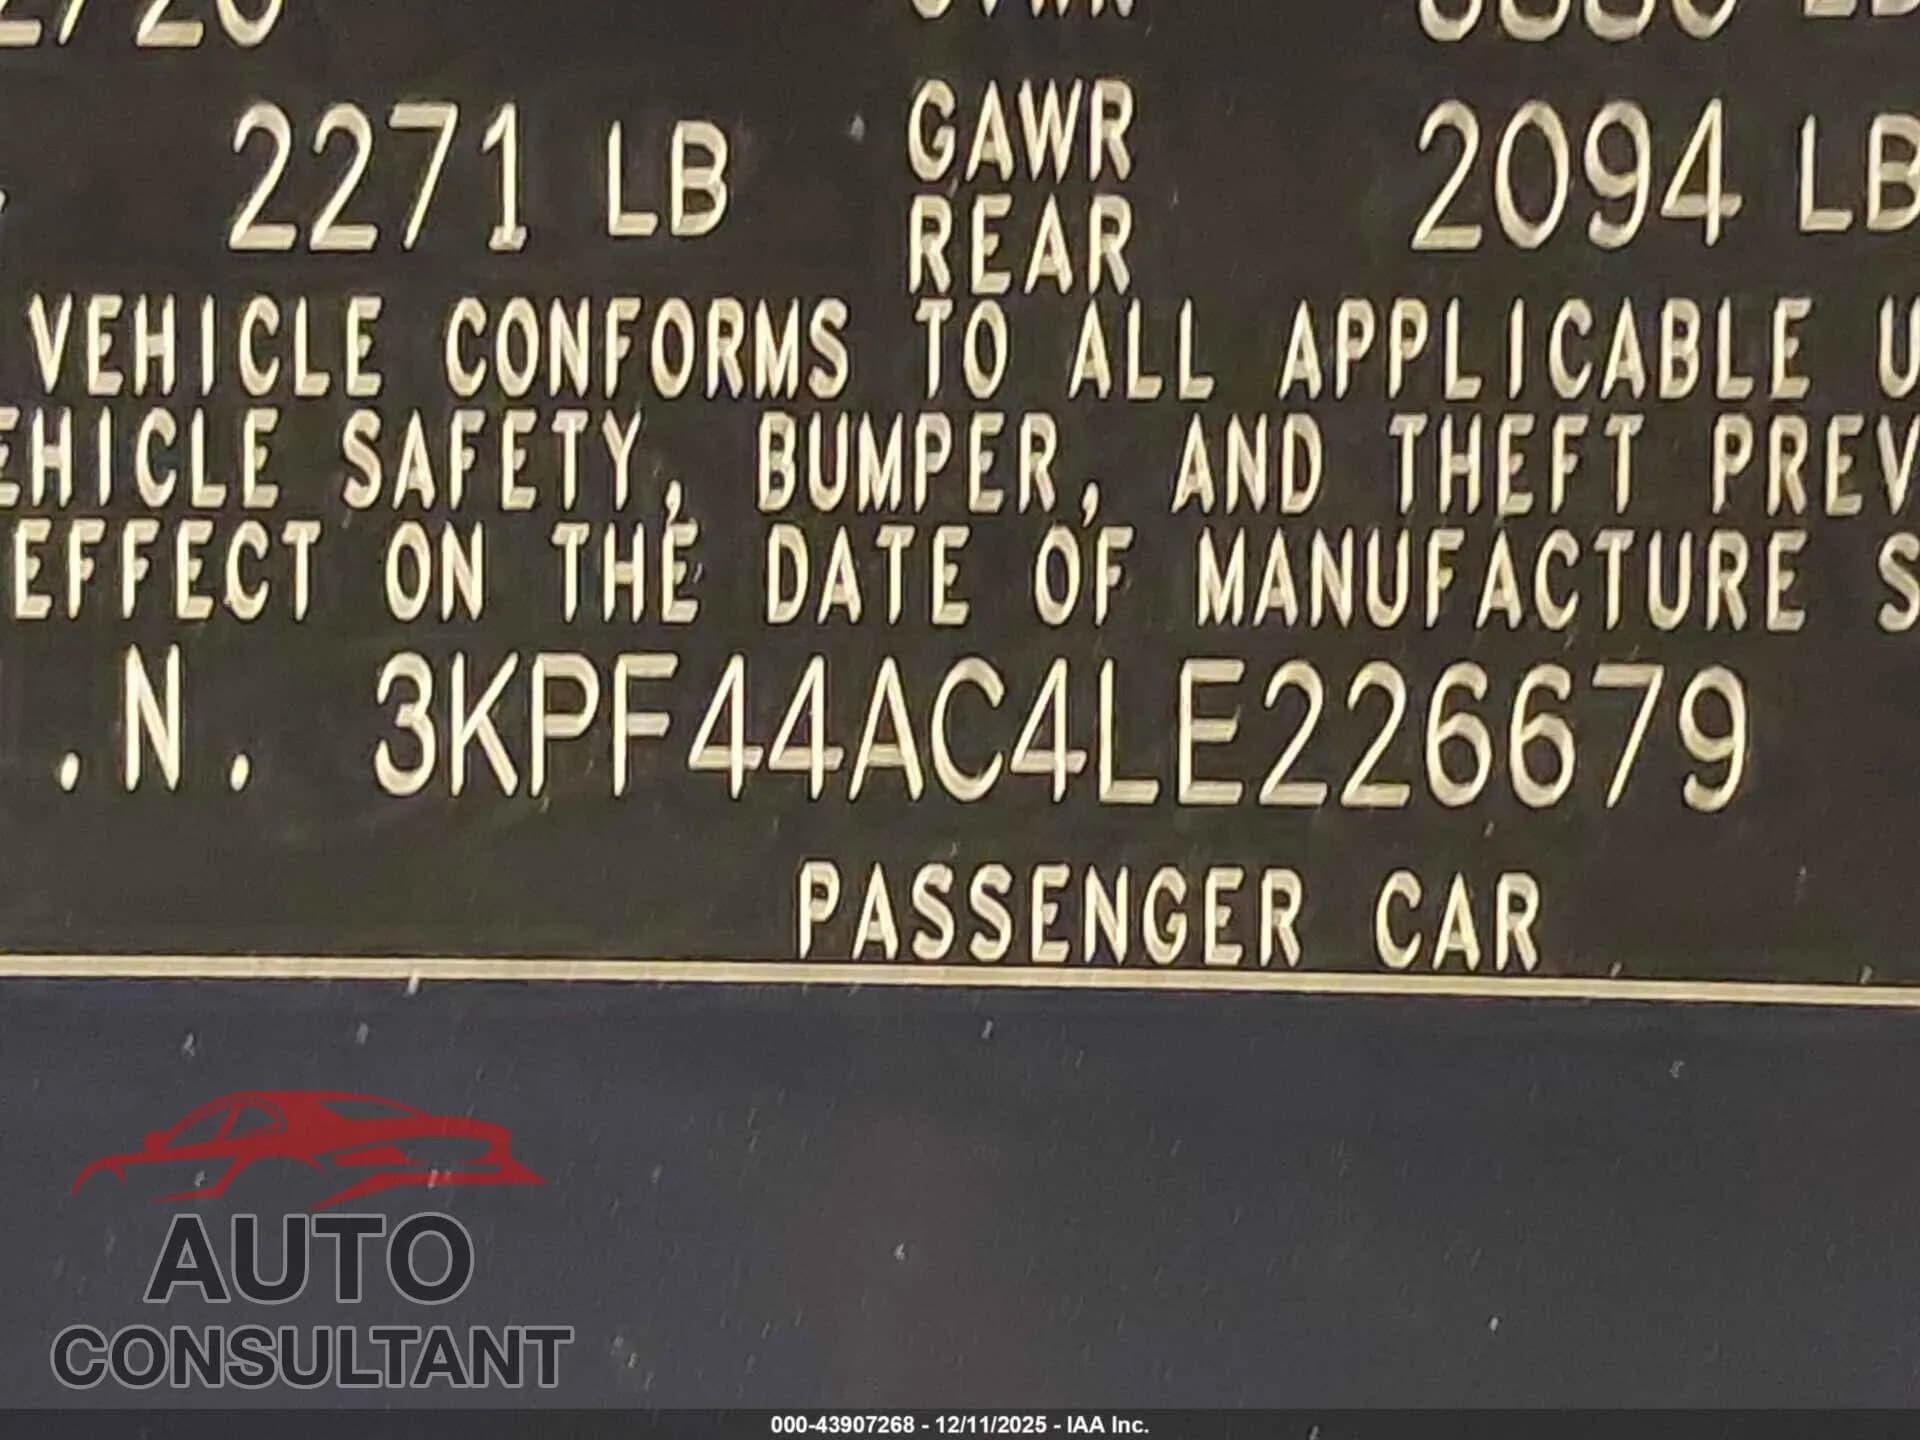 2271 LB GAWR REAR 2094 LB
VEHICLE CONFORMS TO ALL APPLICABLE U
EHICLE SAFETY, BUMPER, AND THEFT PREV
EFFECT ON THE DATE OF MANUFACTURE S
.N. 3KPF44AC4LE226679
PASSENGER CAR
AUTO
CONSULTANT
000-43907268 - 12/11/2025 - IAA Inc.